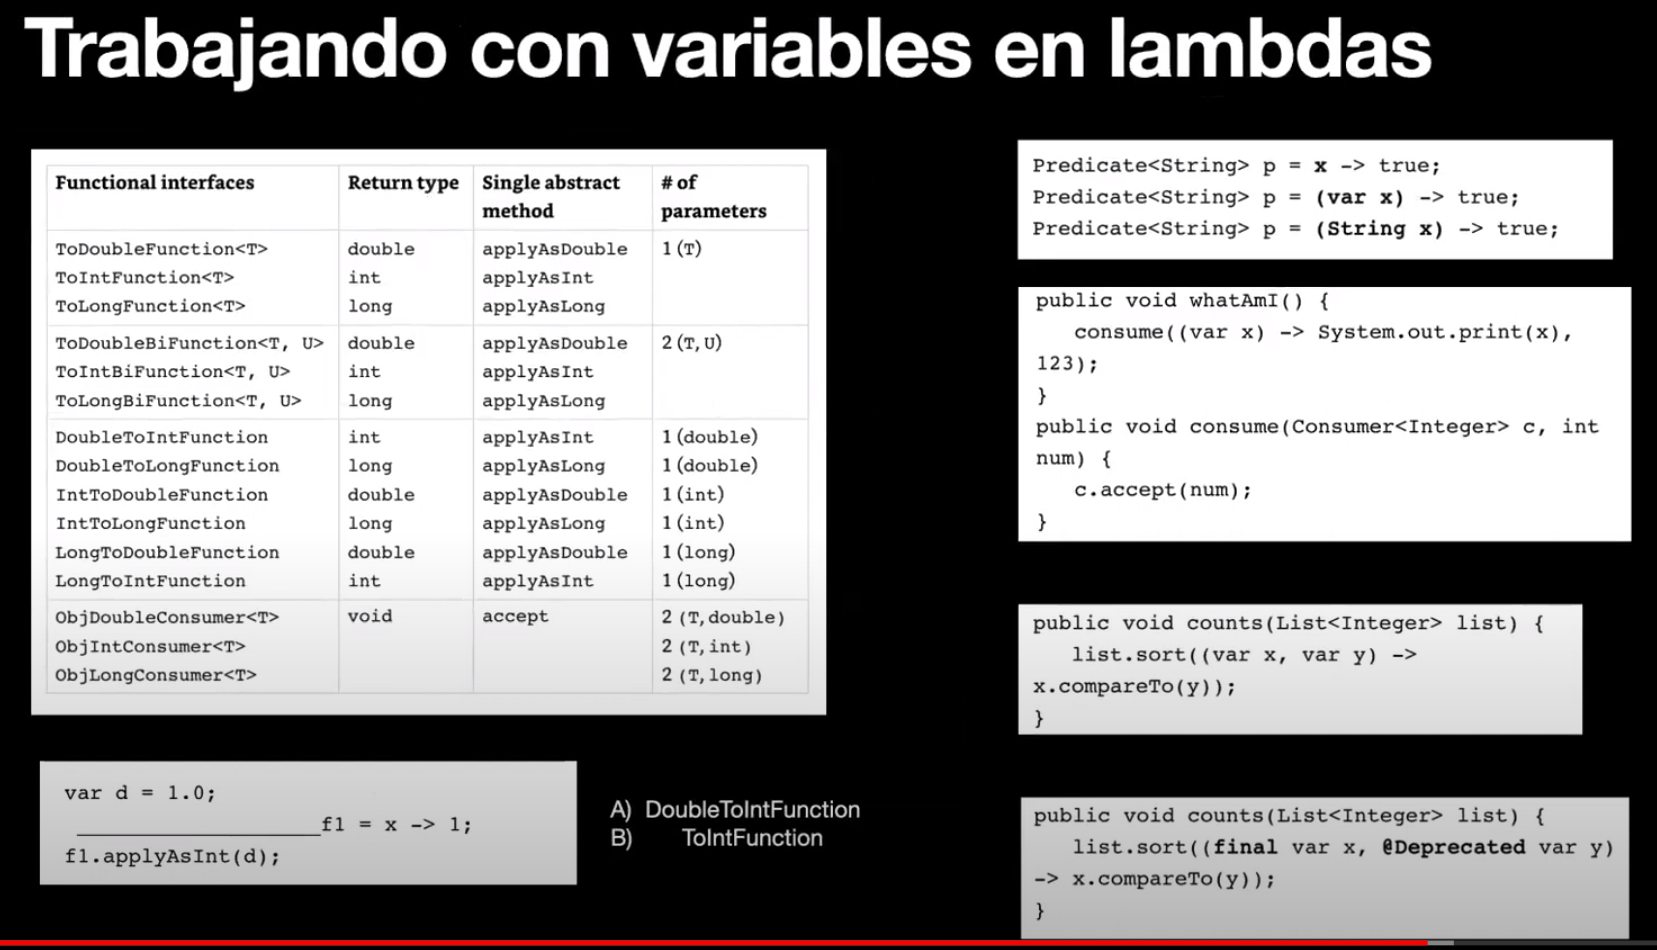 Trabajando con variables en lambdas
Functional interfaces Return type Single abstract method # of parameters
ToDoubleFunction<T> double applyAsDouble 1 (T)
ToIntFunction<T> int applyAsInt
ToLongFunction<T> long applyAsLong
ToDoubleBiFunction<T, U> double applyAsDouble 2 (T, U)
ToIntBiFunction<T, U> int applyAsInt
ToLongBiFunction<T, U> long applyAsLong
DoubleToIntFunction int applyAsInt 1 (double)
DoubleToLongFunction long applyAsLong 1 (double)
IntToDoubleFunction double applyAsDouble 1 (int)
IntToLongFunction long applyAsLong 1 (int)
LongToDoubleFunction double applyAsDouble 1 (long)
LongToIntFunction int applyAsInt 1 (long)
ObjDoubleConsumer<T> void accept 2 (T, double)
ObjIntConsumer<T> 2 (T, int)
ObjLongConsumer<T> 2 (T, long)
var d = 1.0;
____________________f1 = x -> 1;
f1.applyAsInt(d);
A) DoubleToIntFunction
B) ToIntFunction
Predicate<String> p = x -> true;
Predicate<String> p = (var x) -> true;
Predicate<String> p = (String x) -> true;
public void whatAmI() {
consume((var x) -> System.out.print(x),
123);
}
public void consume(Consumer<Integer> c, int
num) {
c.accept(num);
}
public void counts(List<Integer> list) {
list.sort((var x, var y) ->
x.compareTo(y));
}
public void counts(List<Integer> list) {
list.sort((final var x, @Deprecated var y)
-> x.compareTo(y));
}